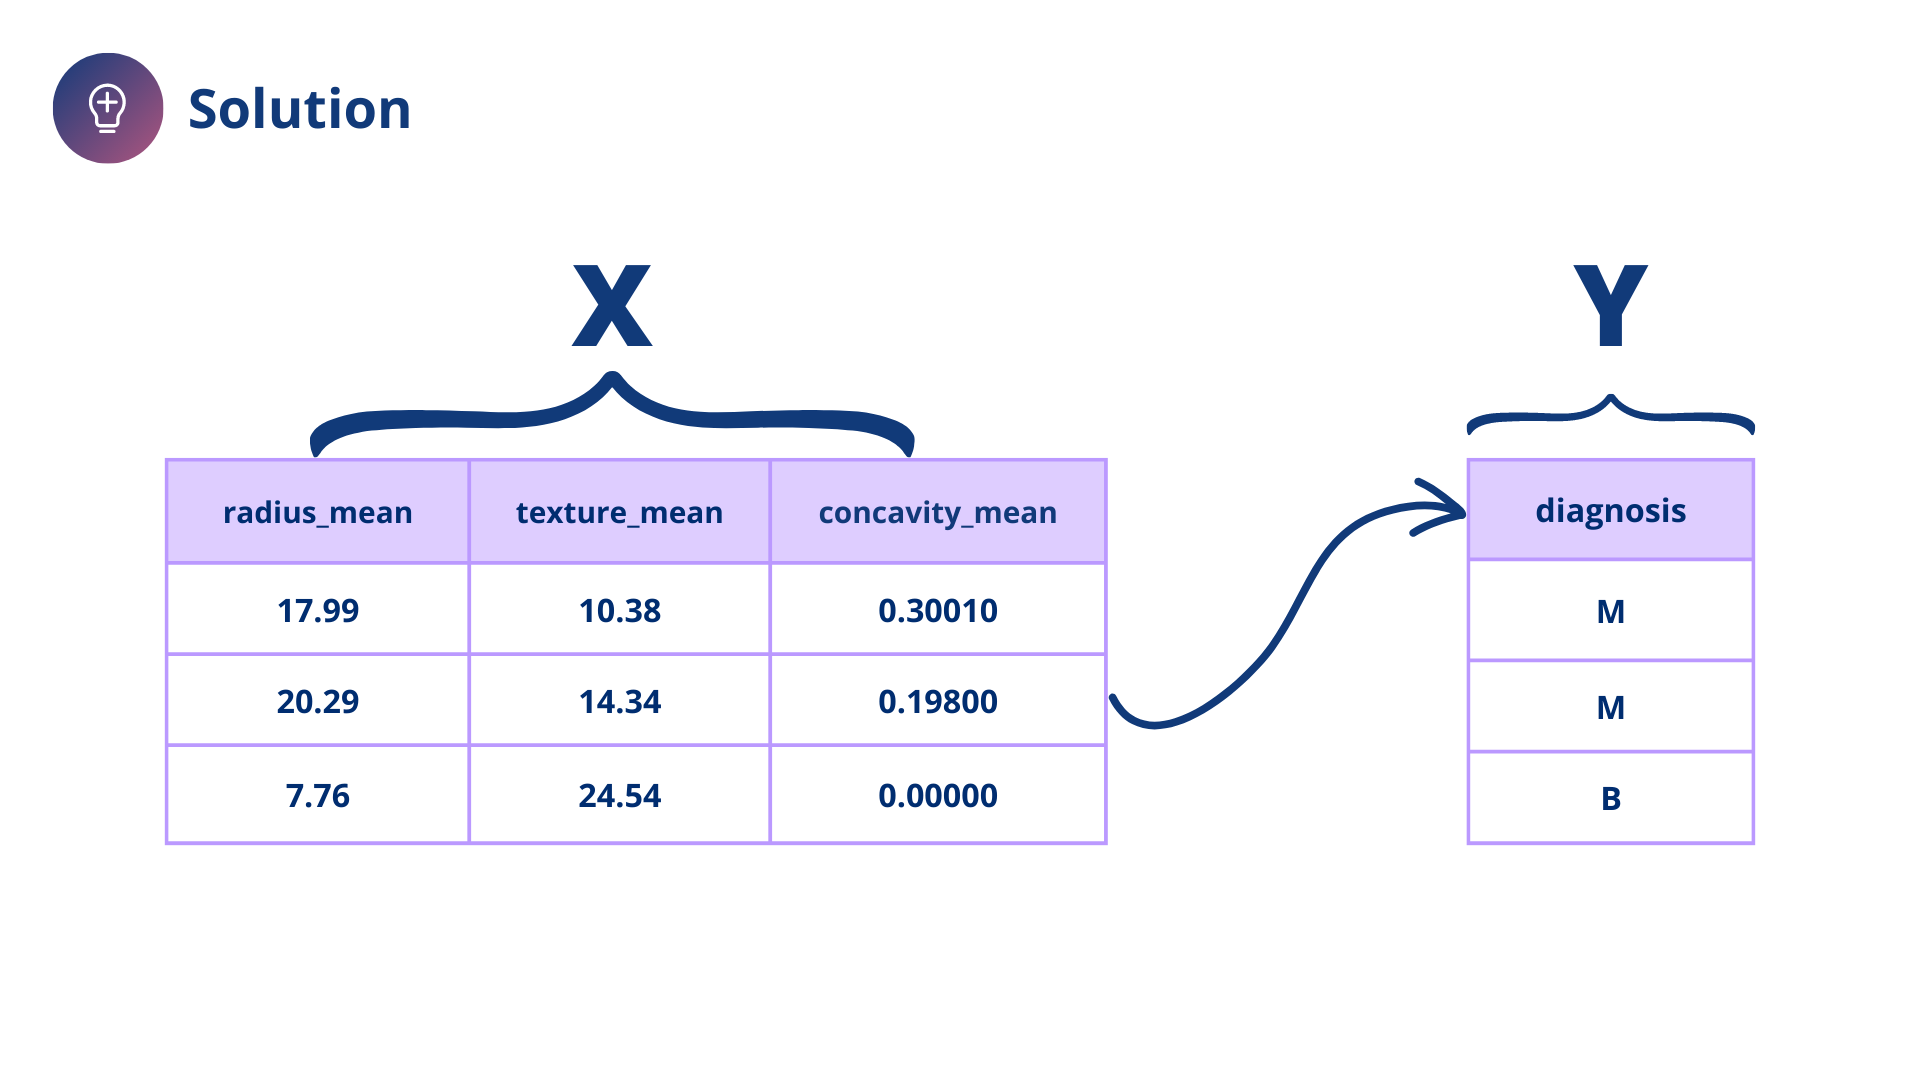 Solution
X
Y
radius_mean texture_mean concavity_mean
17.99 10.38 0.30010
20.29 14.34 0.19800
7.76 24.54 0.00000
diagnosis
M
M
B